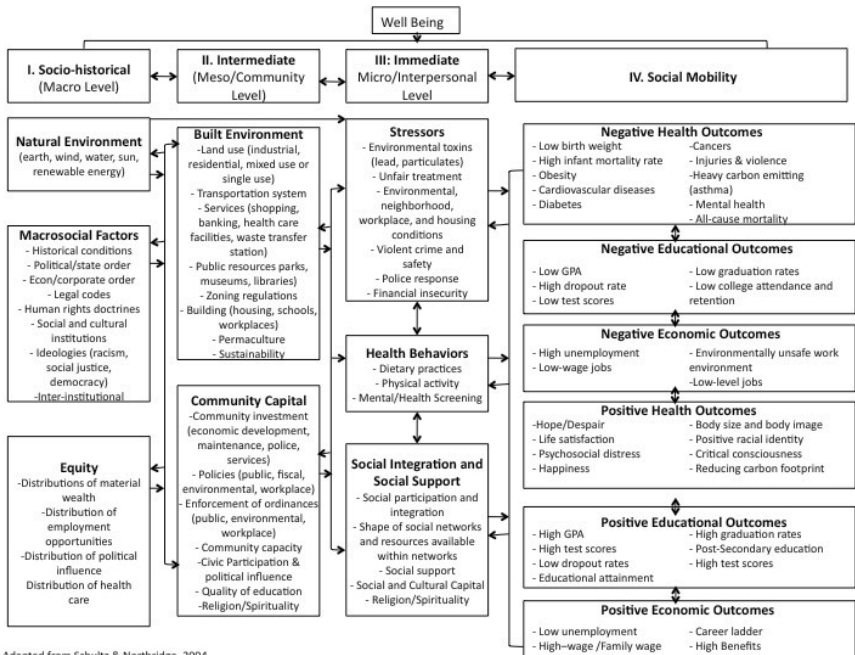 Well Being
I. Socio-historical
(Macro Level)
II. Intermediate
(Meso/Community
Level)
III: Immediate
Micro/Interpersonal
Level
IV. Social Mobility
Natural Environment
(earth, wind, water, sun,
renewable energy)
Macrosocial Factors
- Historical conditions
- Political/state order
- Econ/corporate order
- Legal codes
- Human rights doctrines
- Social and cultural
institutions
- Ideologies (racism,
social justice,
democracy)
-Inter-institutional
Equity
-Distributions of material
wealth
-Distribution of
employment
opportunities
-Distribution of political
influence
Distribution of health
care
Built Environment
-Land use (industrial,
residential, mixed use or
single use)
- Transportation system
- Services (shopping,
banking, health care
facilities, waste transfer
station)
- Public resources parks,
museums, libraries)
- Zoning regulations
- Building (housing, schools,
workplaces)
- Permaculture
- Sustainability
Community Capital
-Community investment
(economic development,
maintenance, police,
services)
- Policies (public, fiscal,
environmental, workplace)
- Enforcement of ordinances
(public, environmental,
workplace)
- Community capacity
-Civic Participation &
political influence
- Quality of education
-Religion/Spirituality
Stressors
- Environmental toxins
(lead, particulates)
- Unfair treatment
- Environmental,
neighborhood,
workplace, and housing
conditions
- Violent crime and
safety
- Police response
- Financial insecurity
Health Behaviors
- Dietary practices
- Physical activity
- Mental/Health Screening
Social Integration and
Social Support
- Social participation and
integration
- Shape of social networks
and resources available
within networks
- Social support
- Social and Cultural Capital
- Religion/Spirituality
Negative Health Outcomes
- Low birth weight
- High infant mortality rate
- Obesity
- Cardiovascular diseases
- Diabetes
-Cancers
- Injuries & violence
-Heavy carbon emitting
(asthma)
- Mental health
- All-cause mortality
Negative Educational Outcomes
- Low GPA
- High dropout rate
- Low test scores
- Low graduation rates
- Low college attendance and
retention
Negative Economic Outcomes
- High unemployment
- Low-wage jobs
- Environmentally unsafe work
environment
-Low-level jobs
Positive Health Outcomes
-Hope/Despair
- Life satisfaction
- Psychosocial distress
- Happiness
- Body size and body image
- Positive racial identity
- Critical consciousness
- Reducing carbon footprint
Positive Educational Outcomes
- High GPA
- High test scores
- Low dropout rates
- Educational attainment
- High graduation rates
- Post-Secondary education
- High test scores
Positive Economic Outcomes
- Low unemployment
- High–wage /Family wage
- Career ladder
- High Benefits